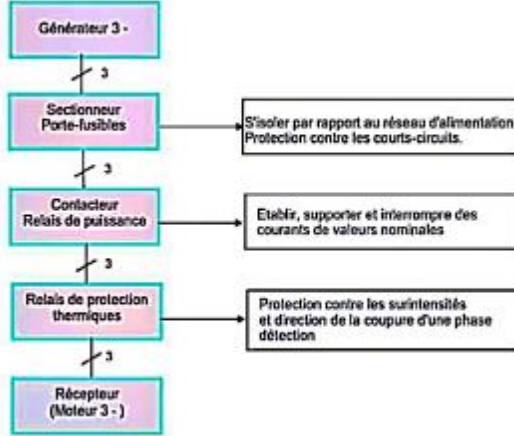 Générateur 3 -
3
Sectionneur
Porte-fusibles
S'isoler par rapport au réseau d'alimentation
Protection contre les courts-circuits.
3
Contacteur
Relais de puissance
Etablir, supporter et interrompre des
courants de valeurs nominales
3
Relais de protection
thermiques
Protection contre les surintensités
et direction de la coupure d'une phase
détection
3
Récepteur
(Moteur 3 - )